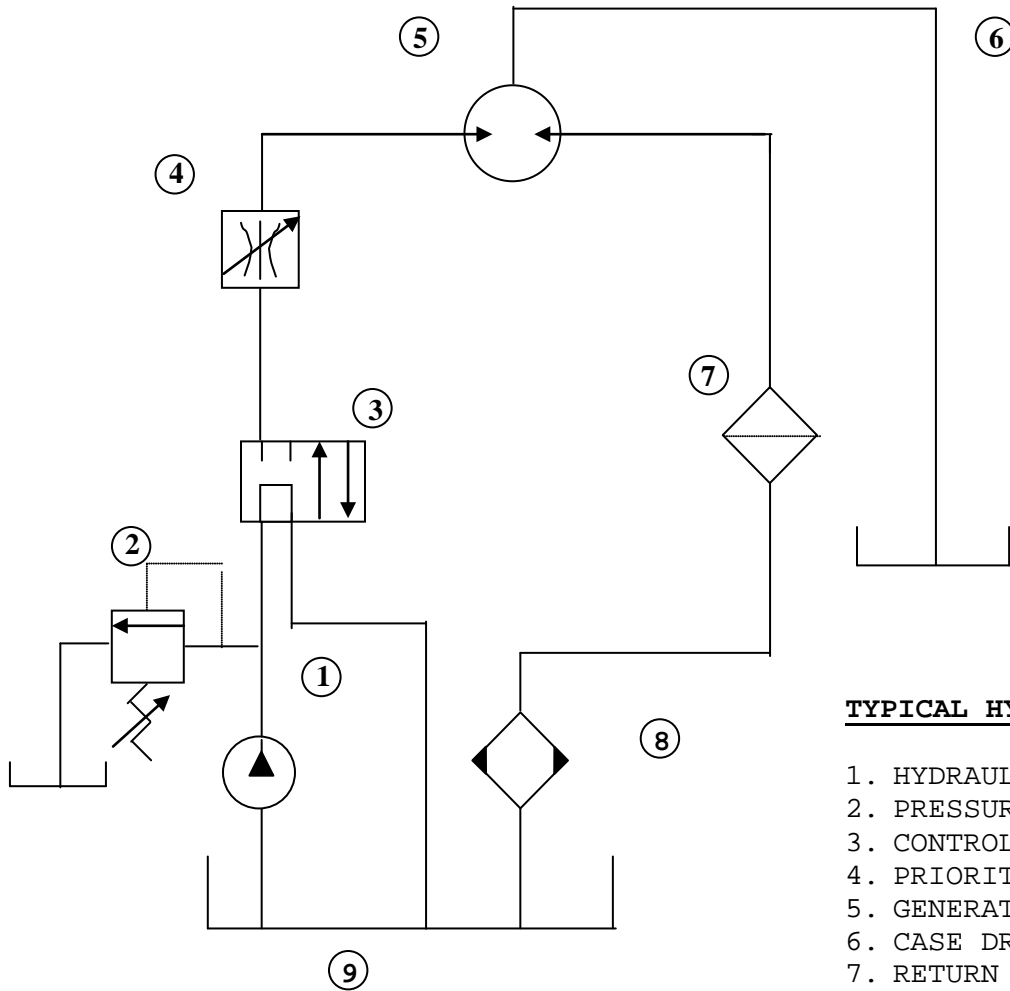 5
6
4
7
3
2
1
8
9
TYPICAL HY
1. HYDRAUL
2. PRESSUR
3. CONTROL
4. PRIORIT
5. GENERAT
6. CASE DR
7. RETURN